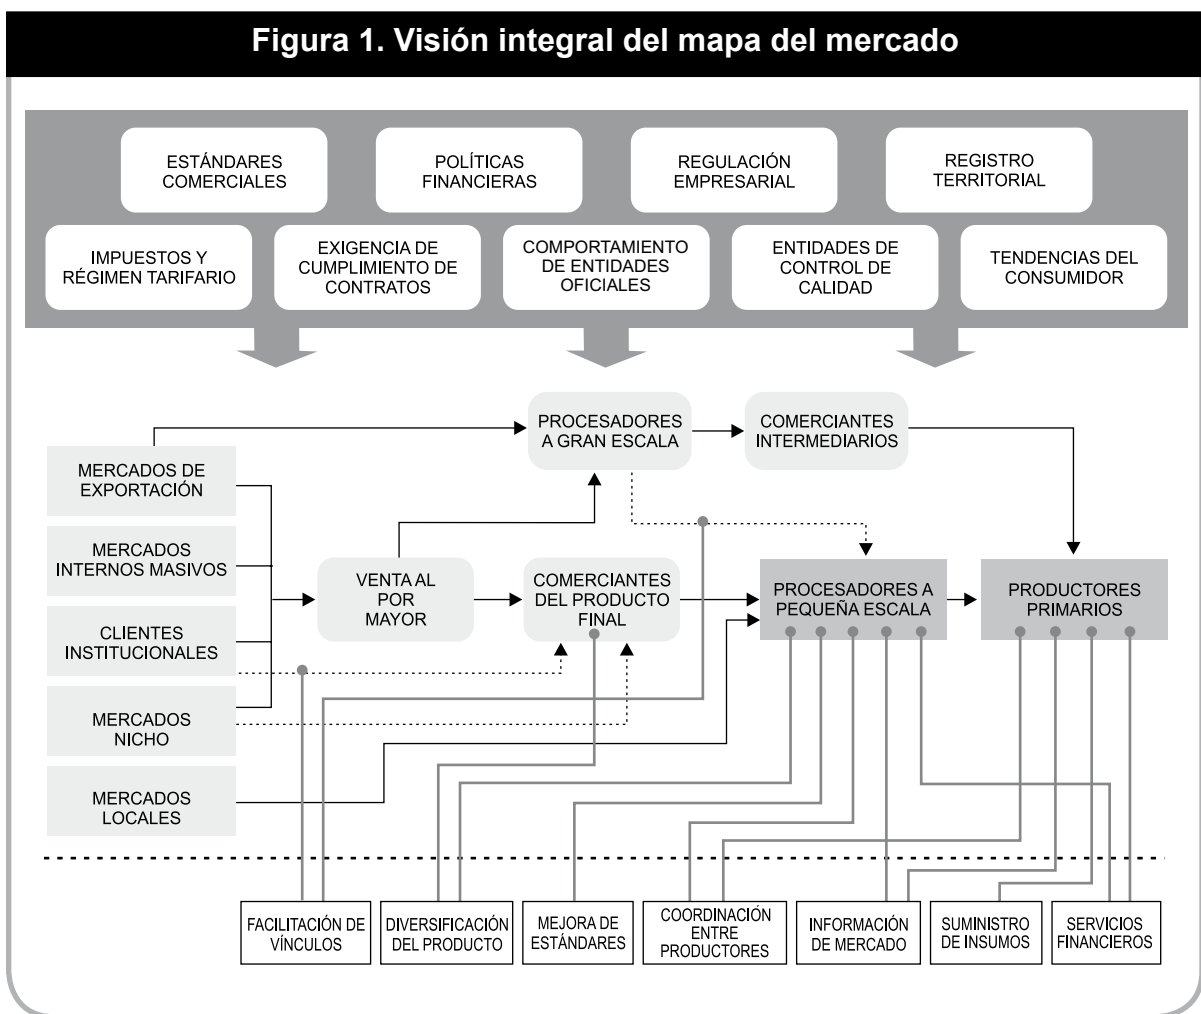 Figura 1. Visión integral del mapa del mercado
ESTÁNDARES
COMERCIALES
POLÍTICAS
FINANCIERAS
REGULACIÓN
EMPRESARIAL
REGISTRO
TERRITORIAL
IMPUESTOS Y
RÉGIMEN TARIFARIO
EXIGENCIA DE
CUMPLIMIENTO DE
CONTRATOS
COMPORTAMIENTO
DE ENTIDADES
OFICIALES
ENTIDADES DE
CONTROL DE
CALIDAD
TENDENCIAS DEL
CONSUMIDOR
PROCESADORES
A GRAN ESCALA
COMERCIANTES
INTERMEDIARIOS
MERCADOS DE
EXPORTACIÓN
MERCADOS
INTERNOS MASIVOS
CLIENTES
INSTITUCIONALES
MERCADOS
NICHO
MERCADOS
LOCALES
VENTA AL
POR
MAYOR
COMERCIANTES
DEL PRODUCTO
FINAL
PROCESADORES A
PEQUEÑA ESCALA
PRODUCTORES
PRIMARIOS
FACILITACIÓN DE
VÍNCULOS
DIVERSIFICACIÓN
DEL PRODUCTO
MEJORA DE
ESTÁNDARES
COORDINACIÓN
ENTRE
PRODUCTORES
INFORMACIÓN
DE MERCADO
SUMINISTRO
DE INSUMOS
SERVICIOS
FINANCIEROS